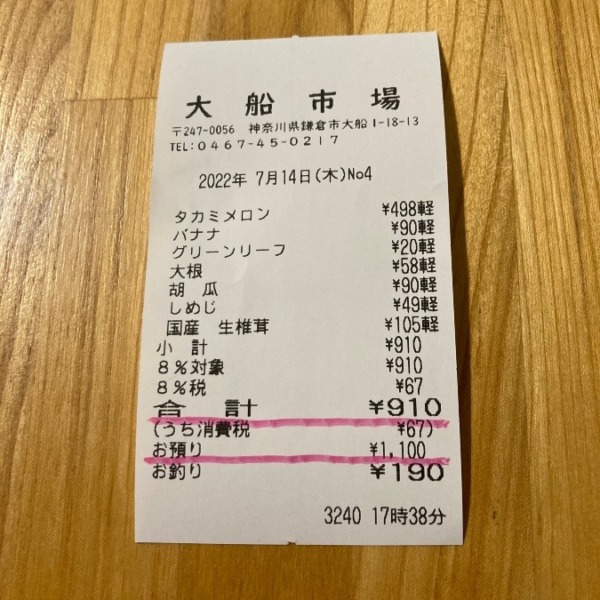 大船市場
〒247-0056 神奈川県鎌倉市大船1-18-13
TEL:0467-45-0217
2022年 7月14日(木)No4
タカミメロン ¥498軽
バナナ ¥90軽
グリーンリーフ ¥20軽
大根 ¥58軽
胡瓜 ¥90軽
しめじ ¥49軽
国産 生椎茸 ¥105軽
小計 ¥910
8%対象 ¥910
8%税 ¥67
合計 ¥910
(うち消費税 ¥67)
お預り ¥1,100
お釣り ¥190
3240 17時38分